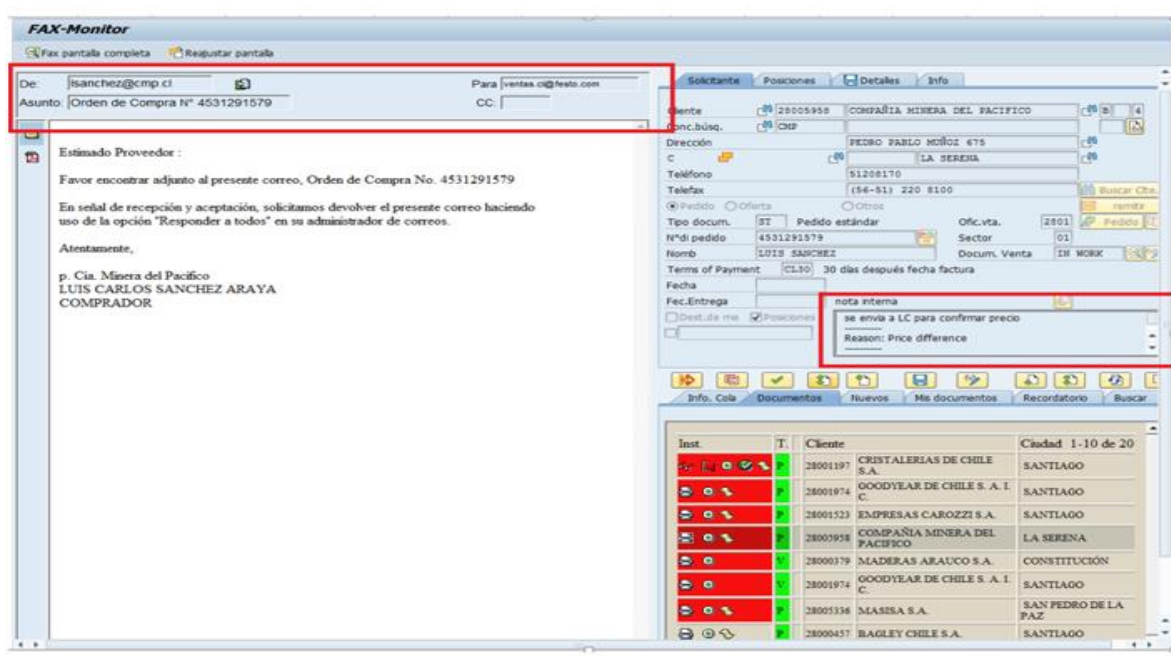 FAX-Monitor
Fax pantalla completa Reajustar pantalla
De: lsanchez@cmp.cl Para ventas.cl@festo.com
Asunto: Orden de Compra N° 4531291579 CC:
Estimado Proveedor :
Favor encontrar adjunto al presente correo, Orden de Compra No. 4531291579
En señal de recepción y aceptación, solicitamos devolver el presente correo haciendo
uso de la opción "Responder a todos" en su administrador de correos.
Atentamente,
p. Cia. Minera del Pacifico
LUIS CARLOS SANCHEZ ARAYA
COMPRADOR
Solicitante Posiciones Detalles Info
Cliente 28005958 COMPAÑIA MINERA DEL PACIFICO B 4
Conc.búsq. CMP
Dirección PEDRO PABLO MUÑOZ 675
C LA SERENA
Teléfono 51208170
Telefax (56-51) 220 8100 Buscar Clte.
Pedido Oferta Otros remite
Tipo docum. ST Pedido estándar Ofic.vta. 2801 Pedido
N°di pedido 4531291579 Sector 01
Nomb LUIS SANCHEZ Docum. Venta IN WORK
Terms of Payment CL30 30 días después fecha factura
Fecha
Fec.Entrega nota interna
Dest.de me Posiciones se envia a LC para confirmar precio
Reason: Price difference
Info. Cola Documentos Nuevos Mis documentos Recordatorio Buscar
Inst. T. Cliente Ciudad 1-10 de 20
P 28001197 CRISTALERIAS DE CHILE S.A. SANTIAGO
P 28001974 GOODYEAR DE CHILE S. A. I. C. SANTIAGO
P 28001523 EMPRESAS CAROZZI S.A. SANTIAGO
P 28005958 COMPAÑIA MINERA DEL PACIFICO LA SERENA
V 28000379 MADERAS ARAUCO S.A. CONSTITUCIÓN
V 28001974 GOODYEAR DE CHILE S. A. I. C. SANTIAGO
P 28005336 MASISA S.A. SAN PEDRO DE LA PAZ
P 28000457 BAGLEY CHILE S.A. SANTIAGO